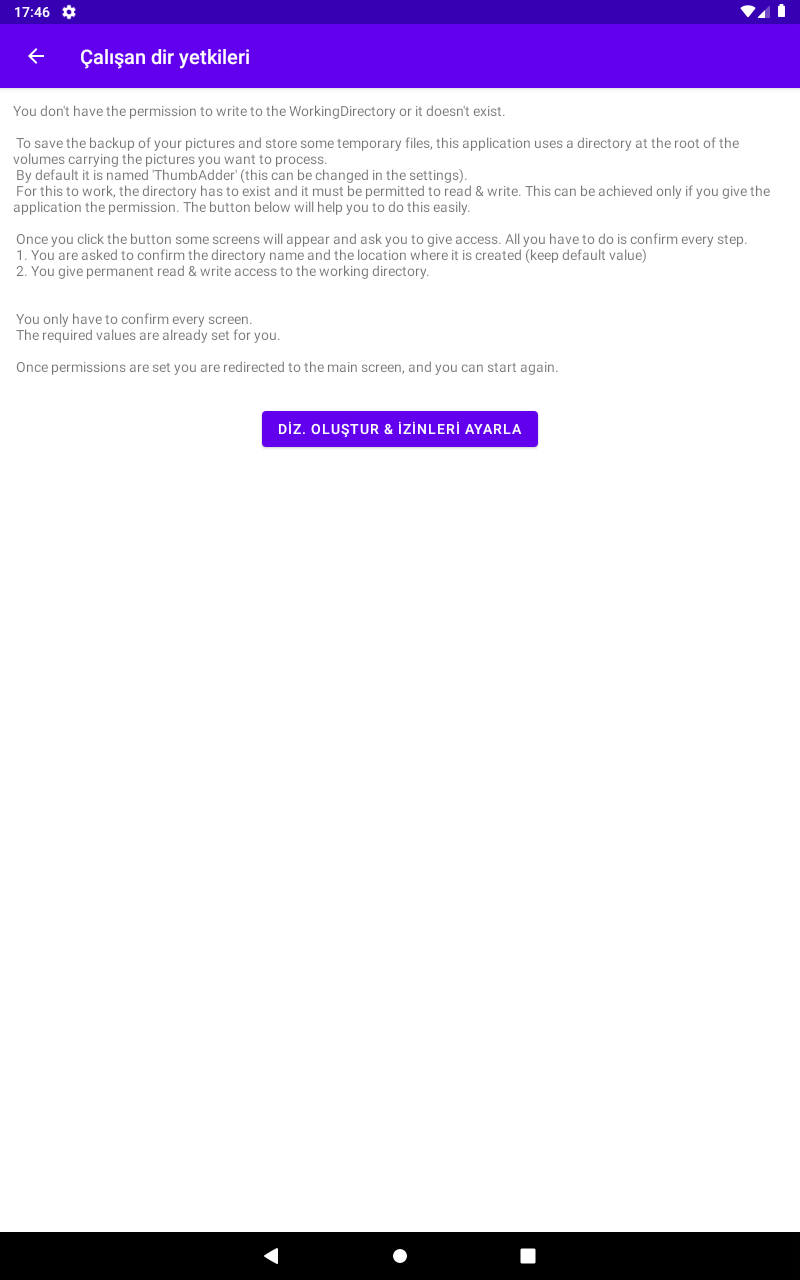 17:46
Çalışan dir yetkileri
You don't have the permission to write to the WorkingDirectory or it doesn't exist.
To save the backup of your pictures and store some temporary files, this application uses a directory at the root of the
volumes carrying the pictures you want to process.
By default it is named 'ThumbAdder' (this can be changed in the settings).
For this to work, the directory has to exist and it must be permitted to read & write. This can be achieved only if you give the
application the permission. The button below will help you to do this easily.
Once you click the button some screens will appear and ask you to give access. All you have to do is confirm every step.
1. You are asked to confirm the directory name and the location where it is created (keep default value)
2. You give permanent read & write access to the working directory.
You only have to confirm every screen.
The required values are already set for you.
Once permissions are set you are redirected to the main screen, and you can start again.
DİZ. OLUŞTUR & İZİNLERİ AYARLA